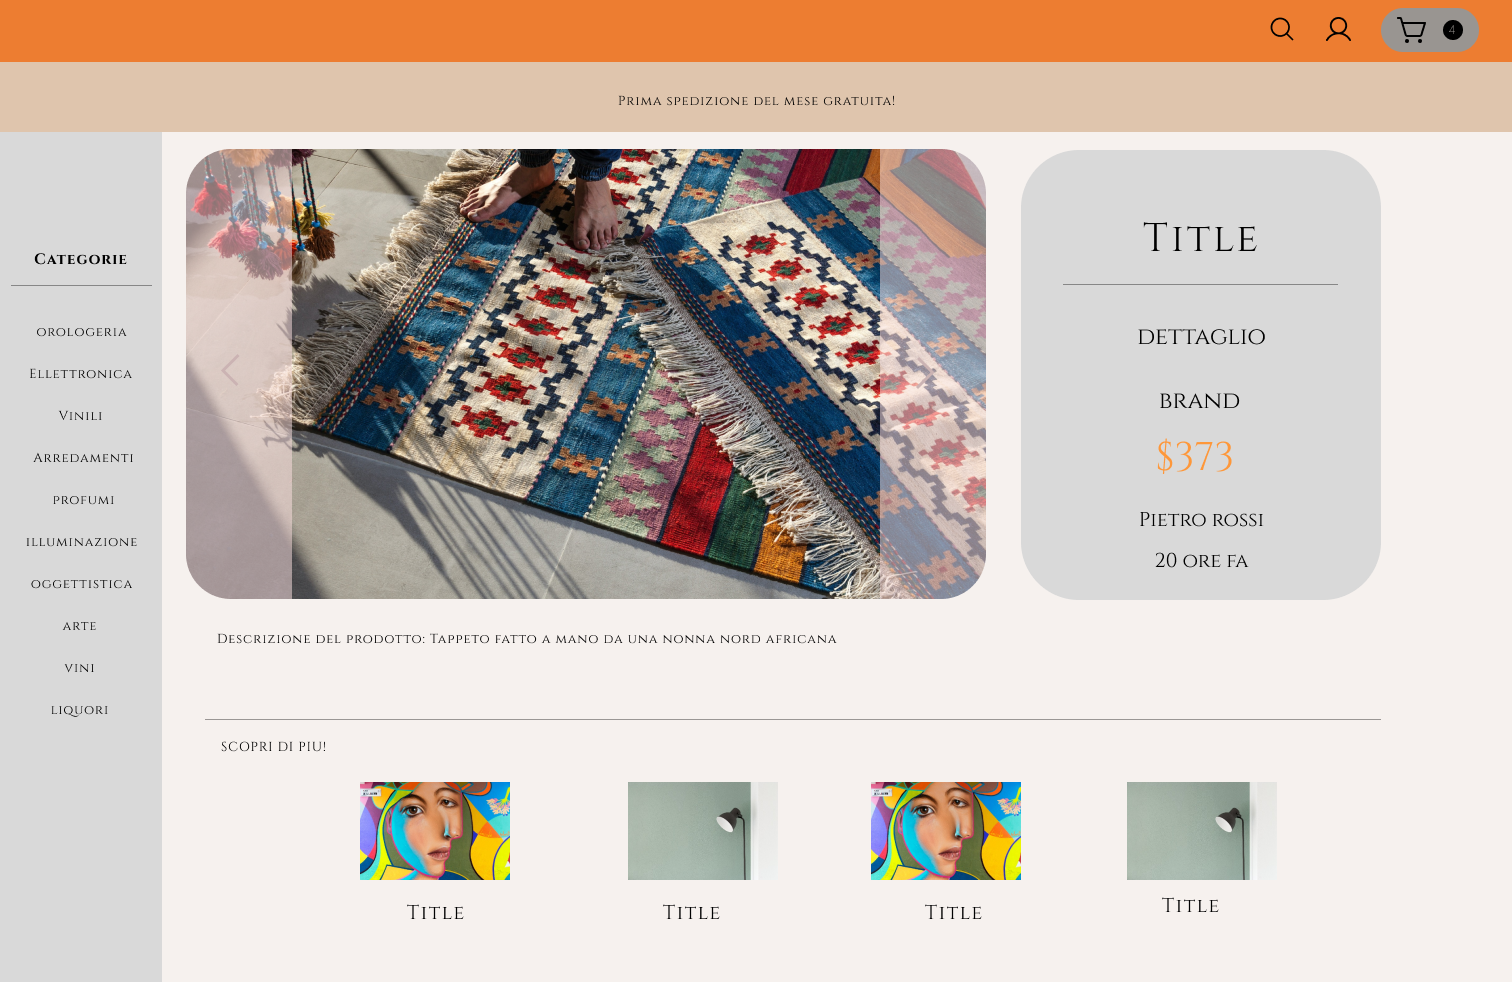 4
Prima spedizione del mese gratuita!
Categorie
orologeria
Ellettronica
Vinili
Arredamenti
profumi
illuminazione
oggettistica
arte
vini
liquori
Title
dettaglio
brand
$373
Pietro rossi
20 ore fa
Descrizione del prodotto: Tappeto fatto a mano da una nonna nord africana
SCOPRI DI PIU!
Title
Title
Title
Title